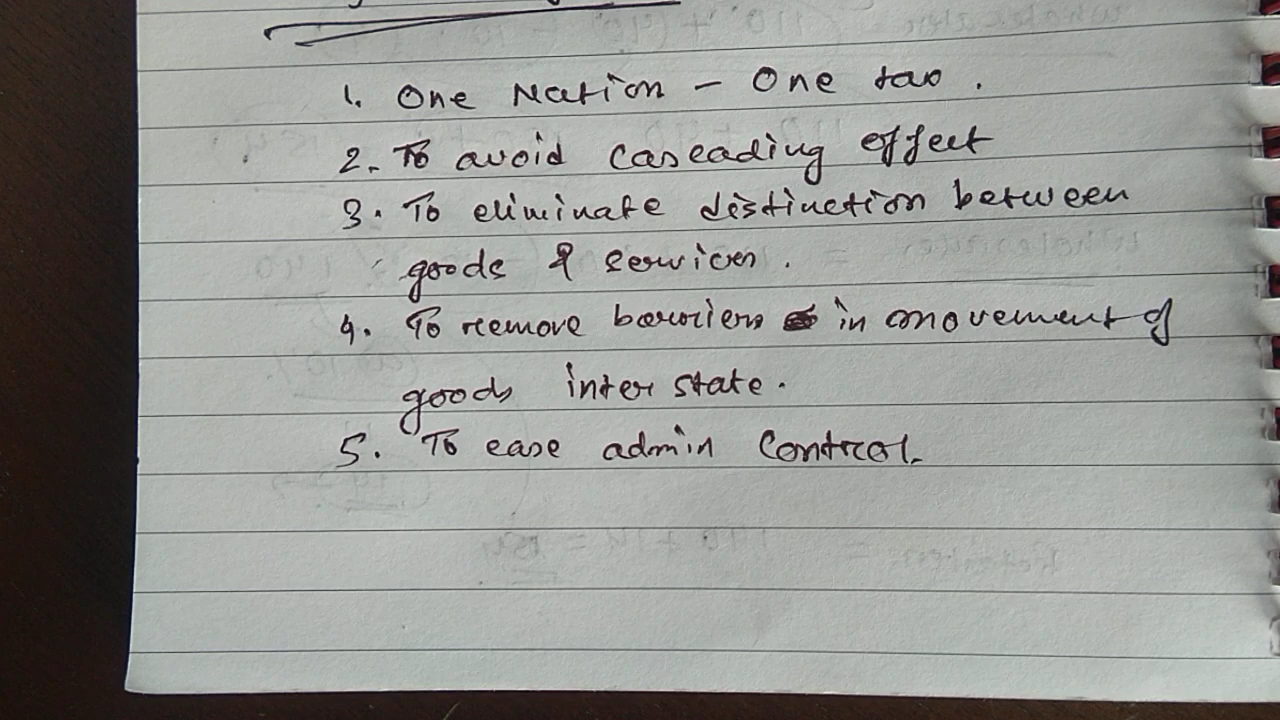 1. One Nation - One tax.
2. To avoid cascading effect
3. To eliminate distinction between
goods & services.
4. To remove barriers in movement of
goods inter state.
5. To ease admin control.